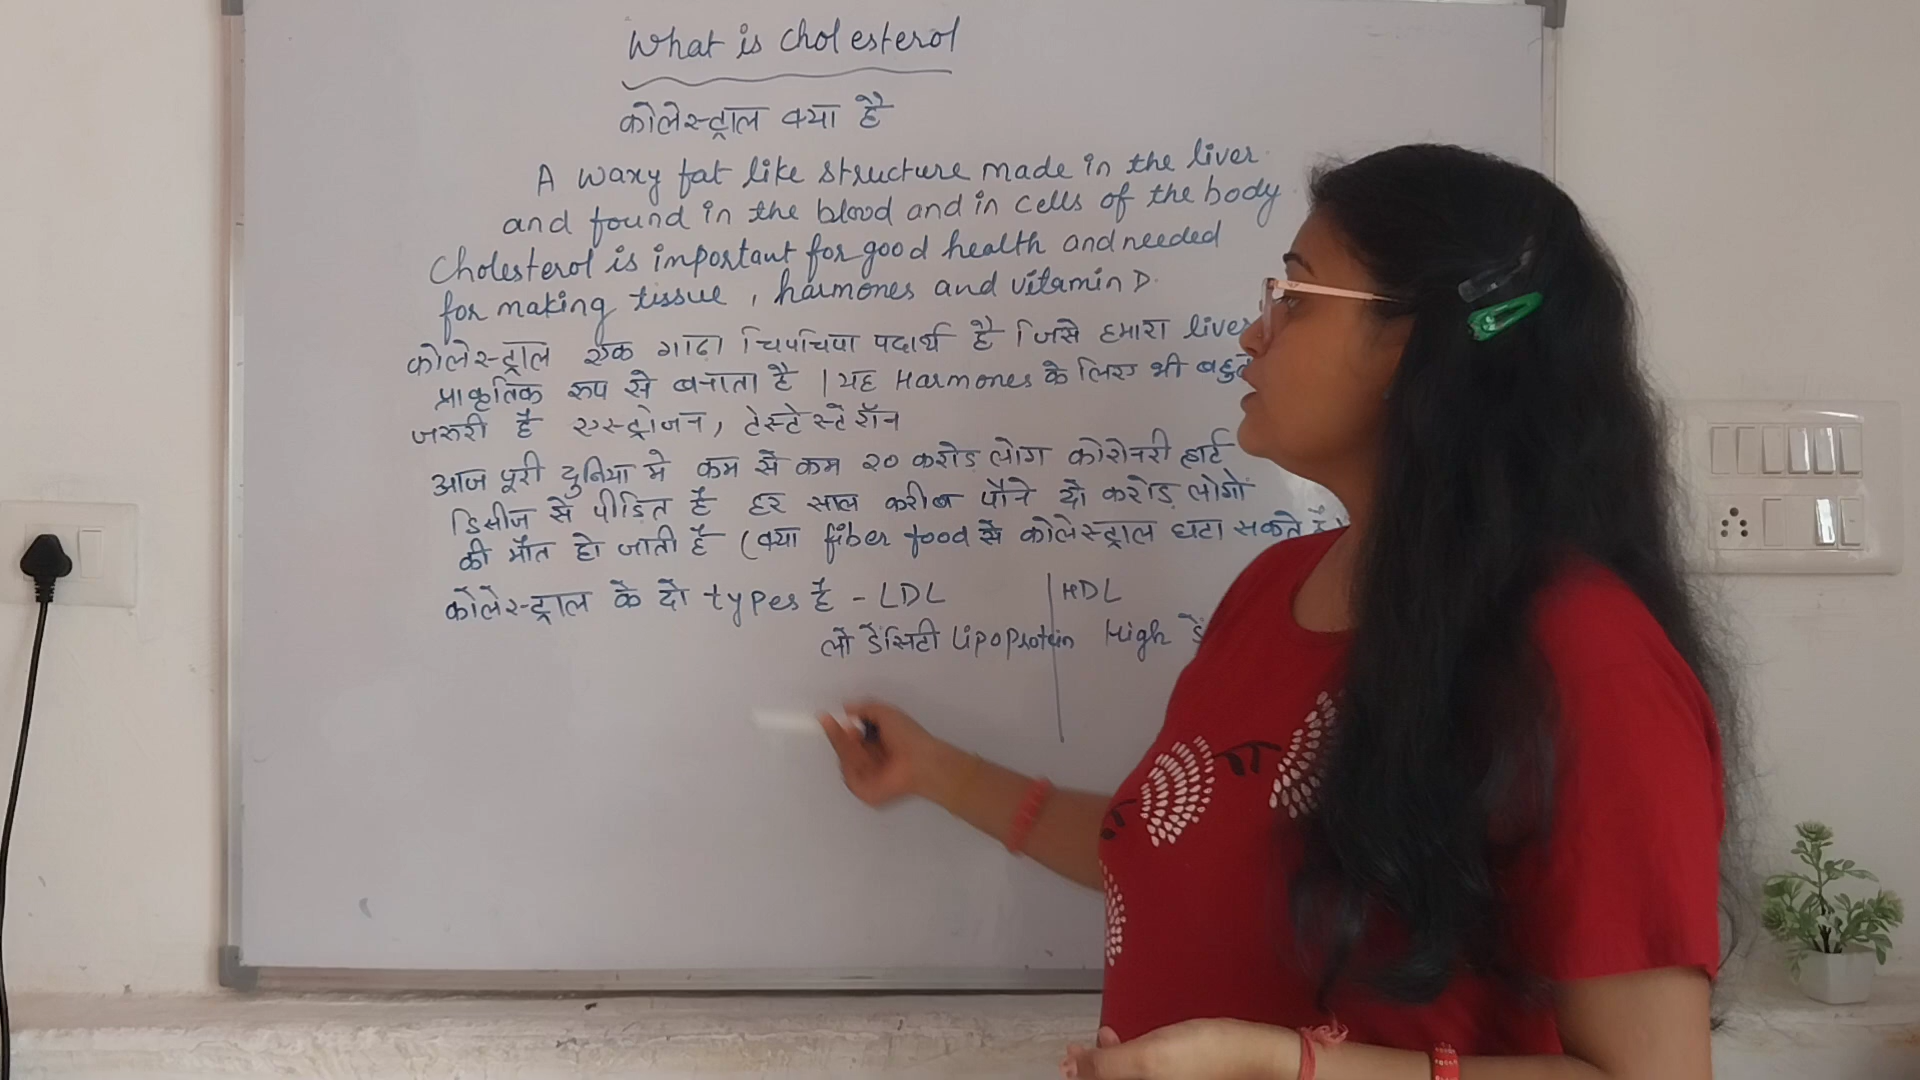 What is cholesterol
कोलेस्ट्राल क्या है
A waxy fat like structure made in the liver
and found in the blood and in cells of the body
Cholesterol is important for good health and needed
for making tissue, harmones and vitamin D.
कोलेस्ट्राल एक गाढ़ा चिपचिपा पदार्थ है जिसे हमारा liver
प्राकृतिक रूप से बनाता है । यह Harmones के लिए भी
जरूरी है एस्ट्रोजन, टेस्टेस्टेरॉन
आज पूरी दुनिया मे कम से कम २० करोड़ लोग कोरोनरी हार्ट
डिसीज से पीडित है हर साल करीब पौने दो करोड़ लोगों
की मौत हो जाती है (क्या fiber food से कोलेस्ट्राल घटा सकते
कोलेस्ट्राल के दो types है - LDL | HDL
लो डेंसिटी Lipoprotein High